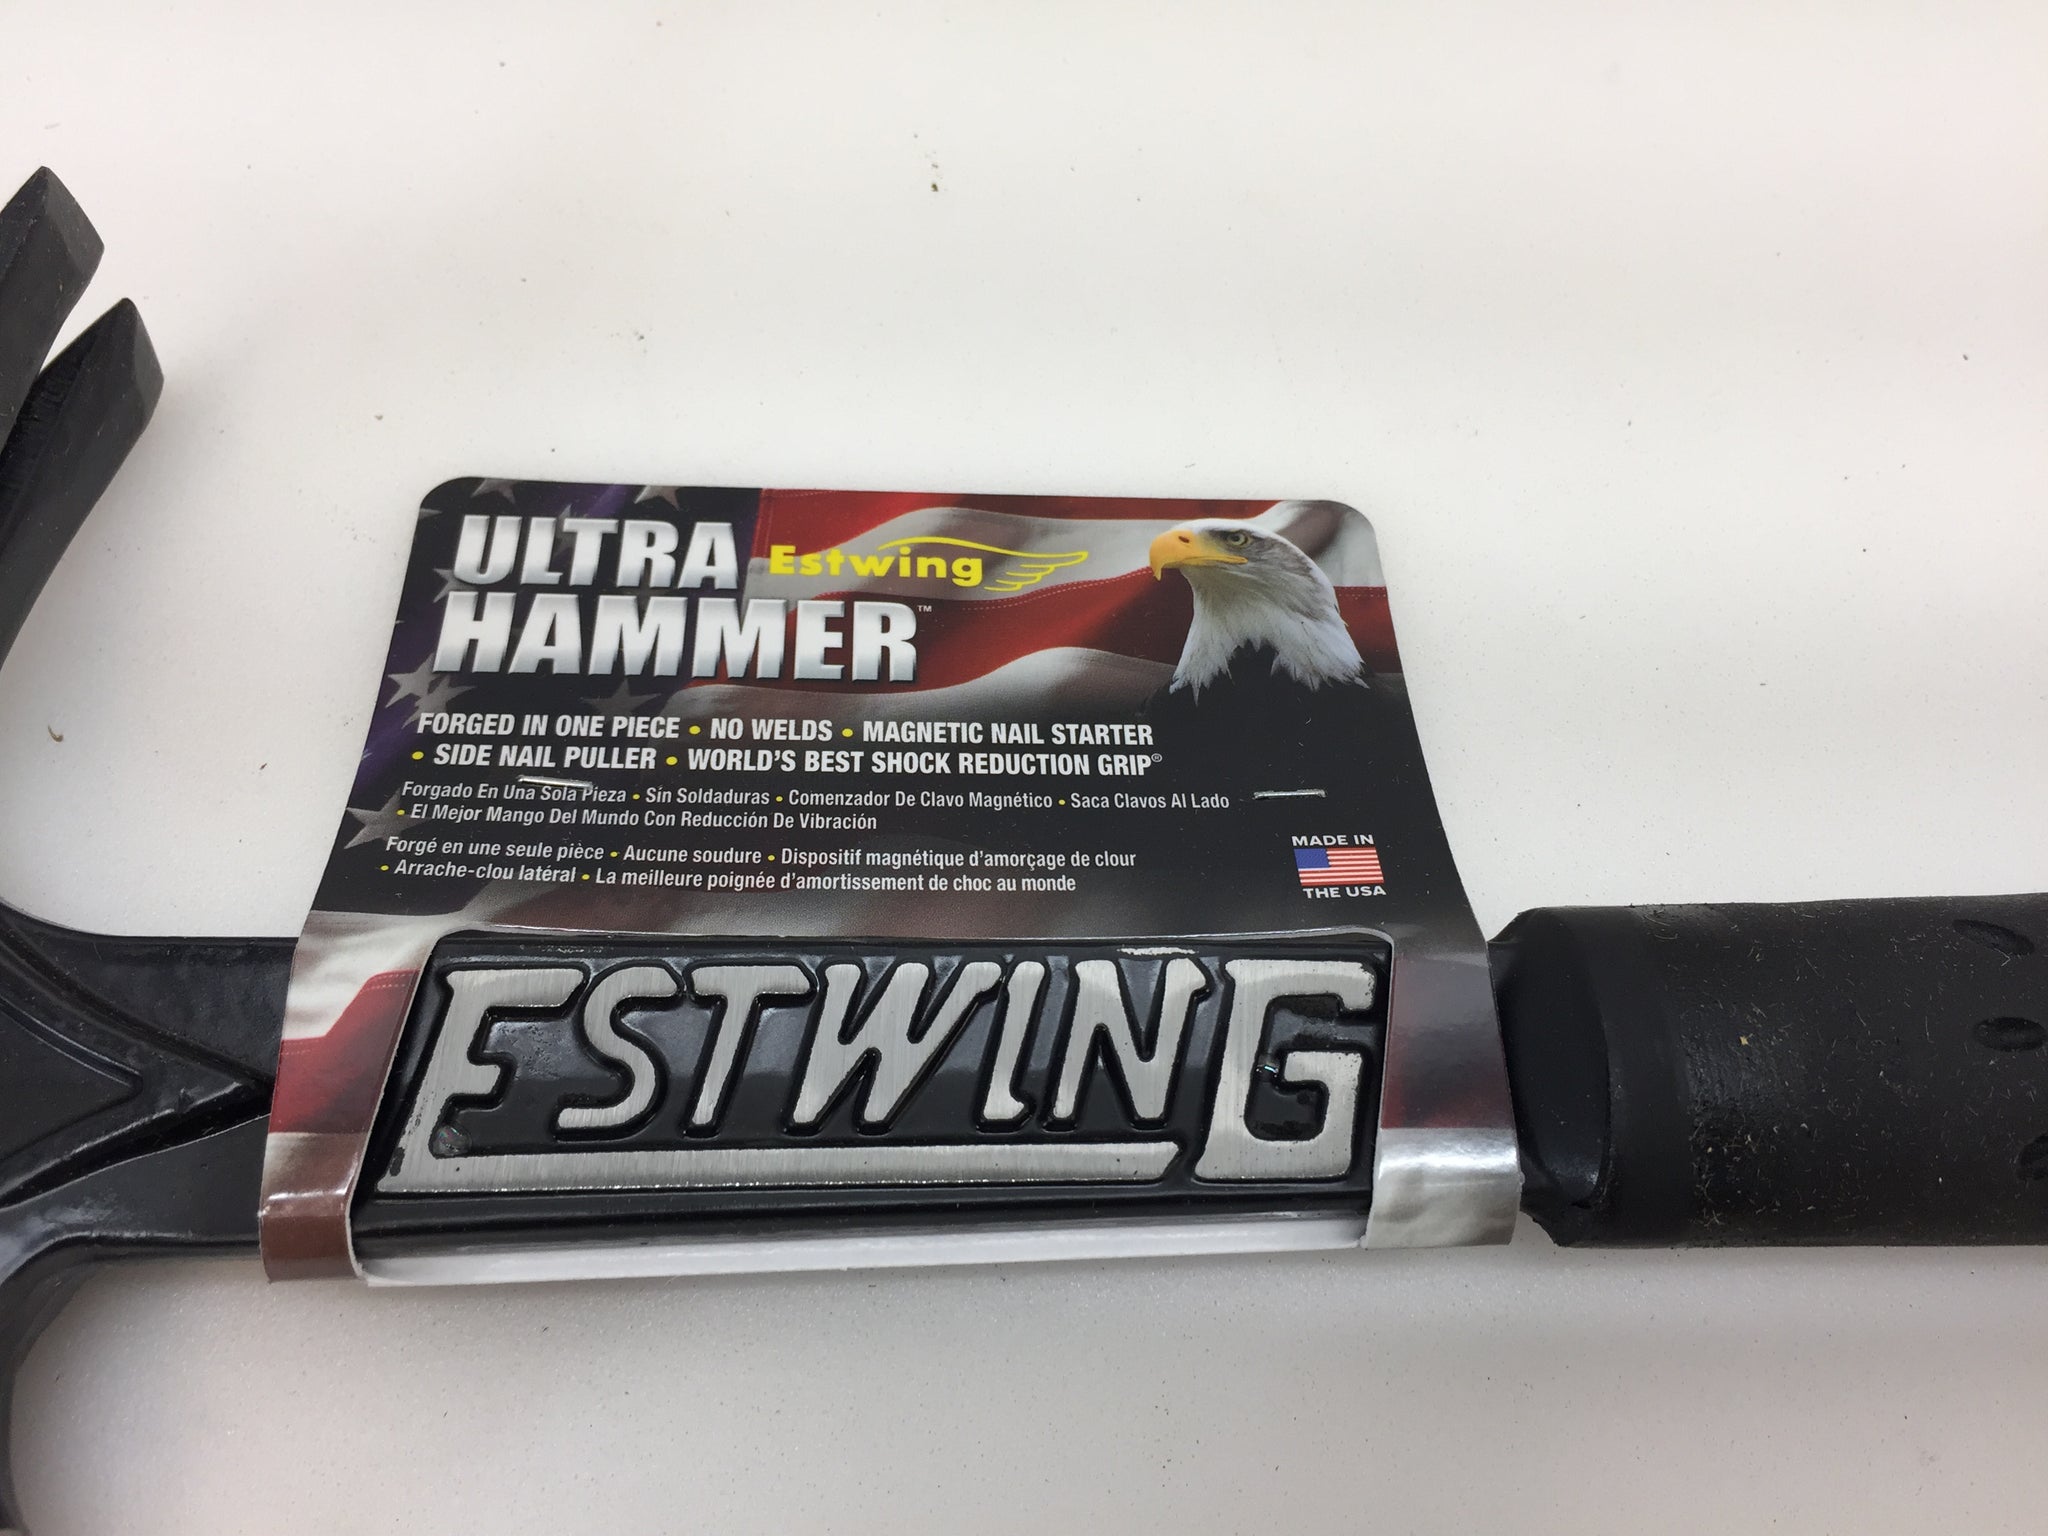 ULTRA Estwing
HAMMER™
FORGED IN ONE PIECE • NO WELDS • MAGNETIC NAIL STARTER
• SIDE NAIL PULLER • WORLD'S BEST SHOCK REDUCTION GRIP®
Forgado En Una Sola Pieza • Sin Soldaduras • Comenzador De Clavo Magnético • Saca Clavos Al Lado
• El Mejor Mango Del Mundo Con Reducción De Vibración
Forgé en une seule pièce • Aucune soudure • Dispositif magnétique d'amorçage de clour
• Arrache-clou latéral • La meilleure poignée d'amortissement de choc au monde
MADE IN
THE USA
ESTWING